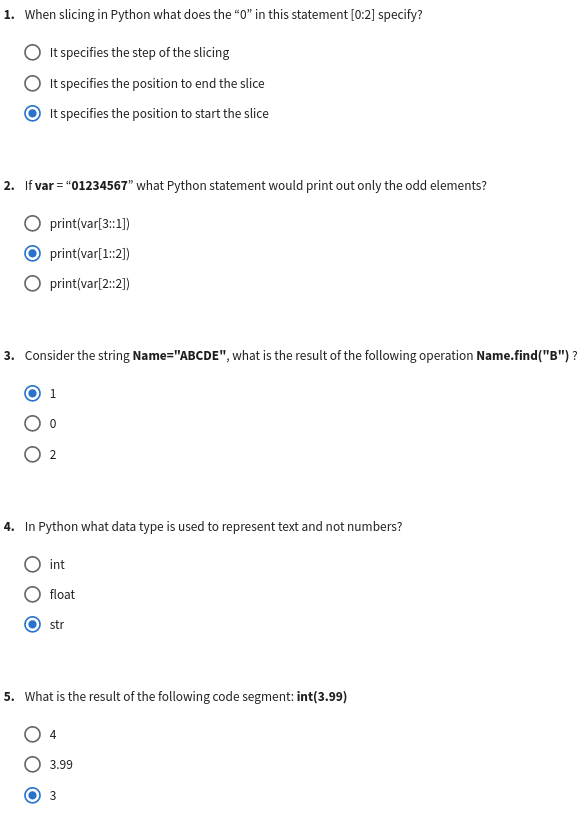 1. When slicing in Python what does the “0” in this statement [0:2] specify?
It specifies the step of the slicing
It specifies the position to end the slice
It specifies the position to start the slice
2. If var = “01234567” what Python statement would print out only the odd elements?
print(var[3::1])
print(var[1::2])
print(var[2::2])
3. Consider the string Name="ABCDE", what is the result of the following operation Name.find("B") ?
1
0
2
4. In Python what data type is used to represent text and not numbers?
int
float
str
5. What is the result of the following code segment: int(3.99)
4
3.99
3